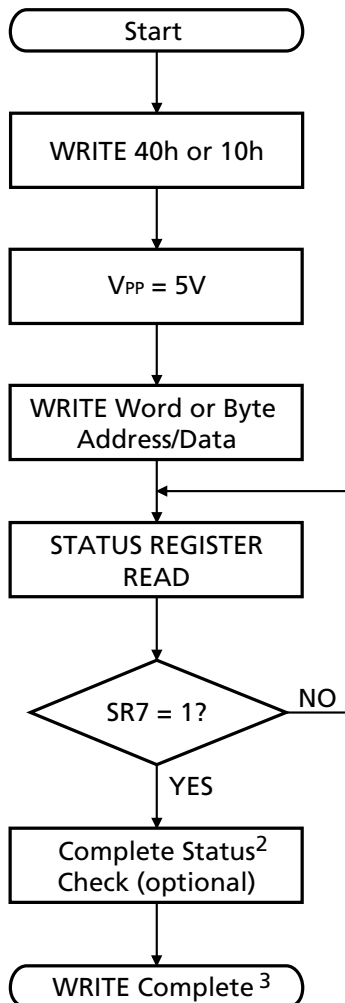 Start
WRITE 40h or 10h
VPP = 5V
WRITE Word or Byte
Address/Data
STATUS REGISTER
READ
SR7 = 1?
NO
YES
Complete Status2
Check (optional)
WRITE Complete 3